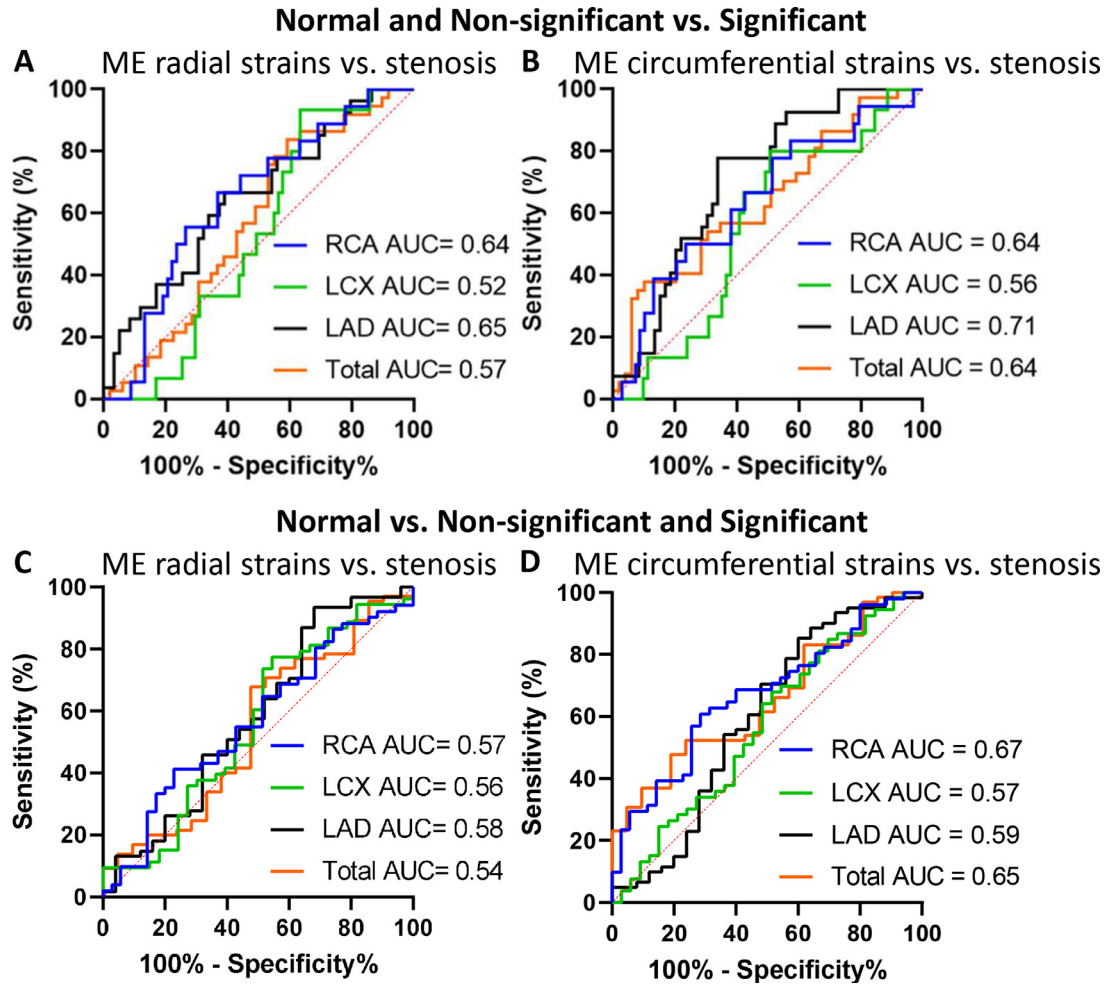 Normal and Non-significant vs. Significant
A ME radial strains vs. stenosis
Sensitivity (%)
100
80
60
40
20
0
RCA AUC = 0.64
LCX AUC= 0.52
LAD AUC= 0.65
Total AUC= 0.57
0 20 40 60 80 100
100% - Specificity%
B ME circumferential strains vs. stenosis
Sensitivity (%)
100
80
60
40
20
0
RCA AUC = 0.64
LCX AUC = 0.56
LAD AUC = 0.71
Total AUC = 0.64
0 20 40 60 80 100
100% - Specificity%
Normal vs. Non-significant and Significant
C ME radial strains vs. stenosis
Sensitivity (%)
100
80
60
40
20
0
RCA AUC= 0.57
LCX AUC= 0.56
LAD AUC= 0.58
Total AUC= 0.54
0 20 40 60 80 100
100% - Specificity%
D ME circumferential strains vs. stenosis
Sensitivity (%)
100
80
60
40
20
0
RCA AUC = 0.67
LCX AUC = 0.57
LAD AUC = 0.59
Total AUC = 0.65
0 20 40 60 80 100
100% - Specificity%